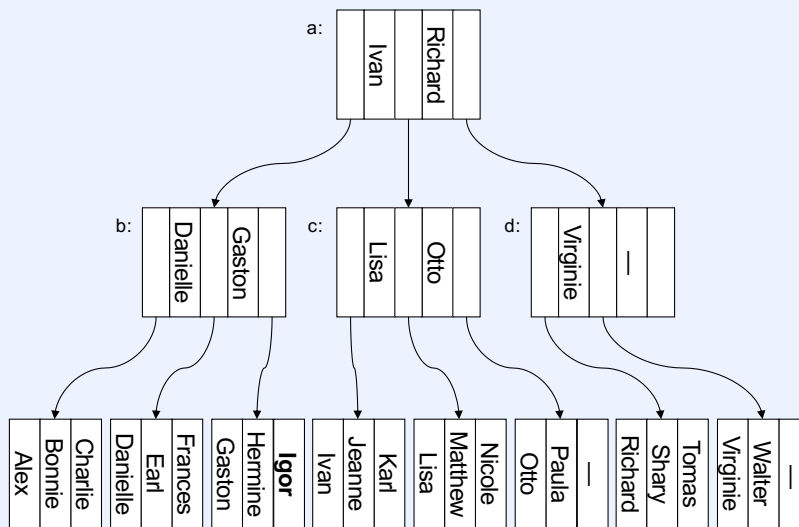 a:
Ivan
Richard
b:
Danielle
Gaston
c:
Lisa
Otto
d:
Virginie
—
Alex
Bonnie
Charlie
Danielle
Earl
Frances
Gaston
Hermine
Igor
Ivan
Jeanne
Karl
Lisa
Matthew
Nicole
Otto
Paula
—
Richard
Shary
Tomas
Virginie
Walter
—